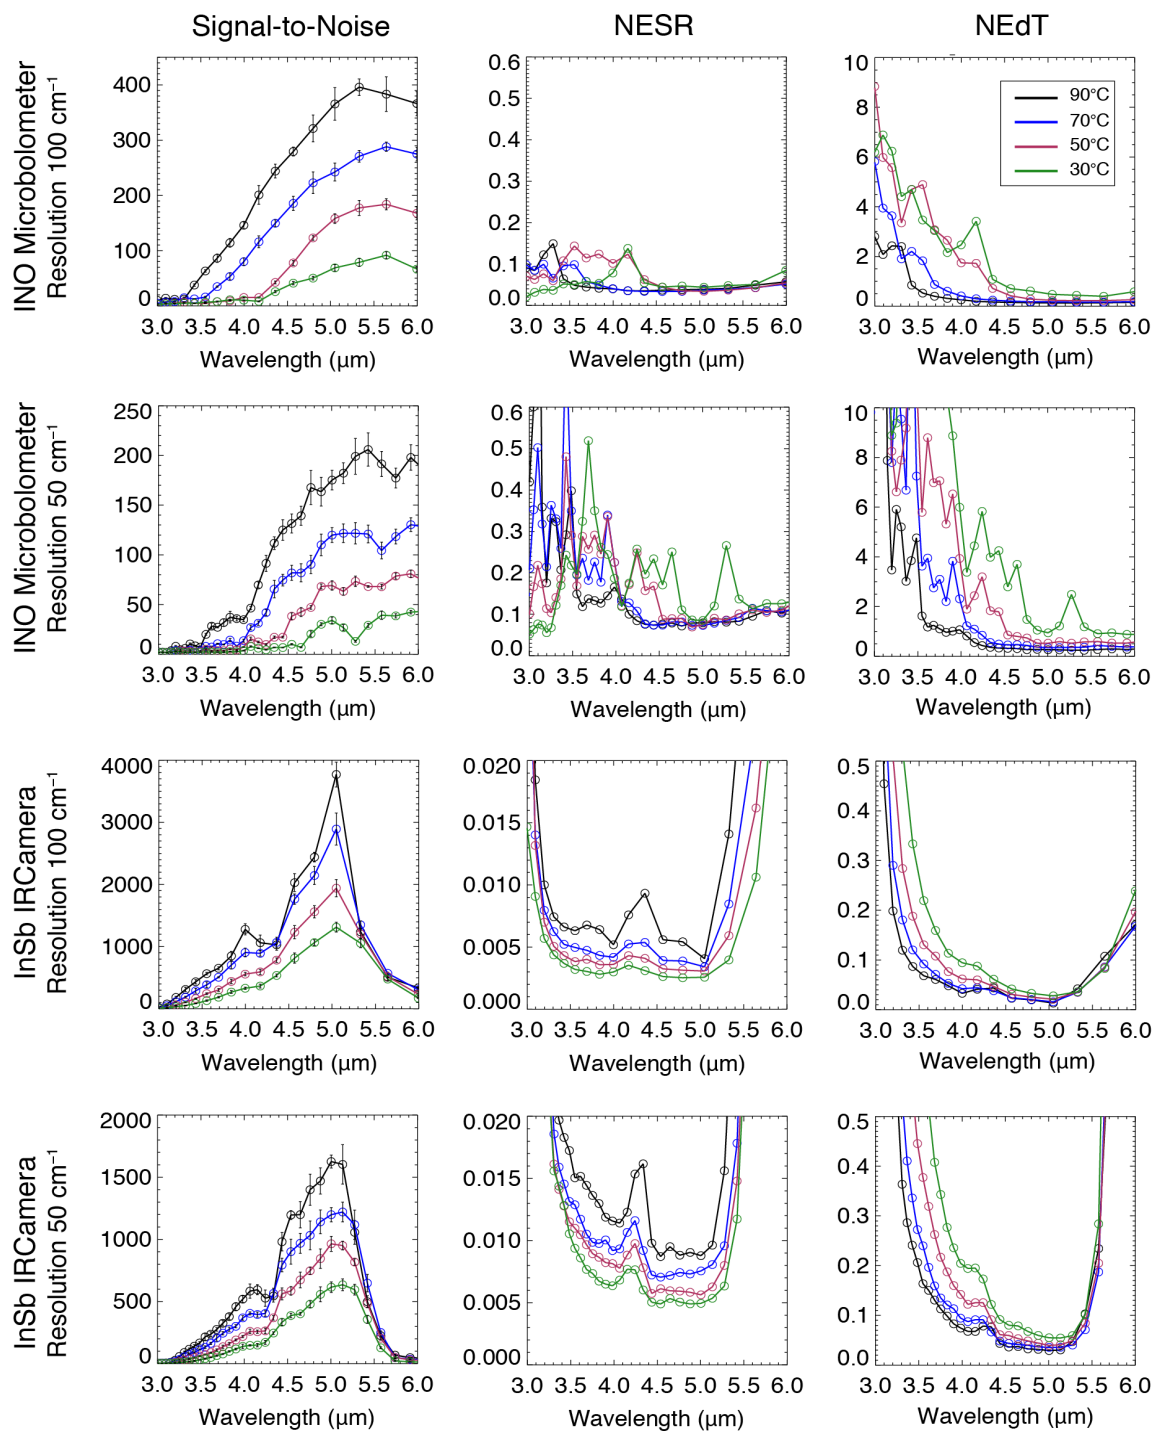 Signal-to-Noise
NESR
NEdT
INO Microbolometer
Resolution 100 cm⁻¹
400
300
200
100
0
3.0 3.5 4.0 4.5 5.0 5.5 6.0
Wavelength (µm)
0.6
0.5
0.4
0.3
0.2
0.1
0.0
3.0 3.5 4.0 4.5 5.0 5.5 6.0
Wavelength (µm)
10
8
6
4
2
0
90°C
70°C
50°C
30°C
3.0 3.5 4.0 4.5 5.0 5.5 6.0
Wavelength (µm)
INO Microbolometer
Resolution 50 cm⁻¹
250
200
150
100
50
0
3.0 3.5 4.0 4.5 5.0 5.5 6.0
Wavelength (µm)
0.6
0.5
0.4
0.3
0.2
0.1
0.0
3.0 3.5 4.0 4.5 5.0 5.5 6.0
Wavelength (µm)
10
8
6
4
2
0
3.0 3.5 4.0 4.5 5.0 5.5 6.0
Wavelength (µm)
InSb IRCamera
Resolution 100 cm⁻¹
4000
3000
2000
1000
0
3.0 3.5 4.0 4.5 5.0 5.5 6.0
Wavelength (µm)
0.020
0.015
0.010
0.005
0.000
3.0 3.5 4.0 4.5 5.0 5.5 6.0
Wavelength (µm)
0.5
0.4
0.3
0.2
0.1
0.0
3.0 3.5 4.0 4.5 5.0 5.5 6.0
Wavelength (µm)
InSb IRCamera
Resolution 50 cm⁻¹
2000
1500
1000
500
0
3.0 3.5 4.0 4.5 5.0 5.5 6.0
Wavelength (µm)
0.020
0.015
0.010
0.005
0.000
3.0 3.5 4.0 4.5 5.0 5.5 6.0
Wavelength (µm)
0.5
0.4
0.3
0.2
0.1
0.0
3.0 3.5 4.0 4.5 5.0 5.5 6.0
Wavelength (µm)